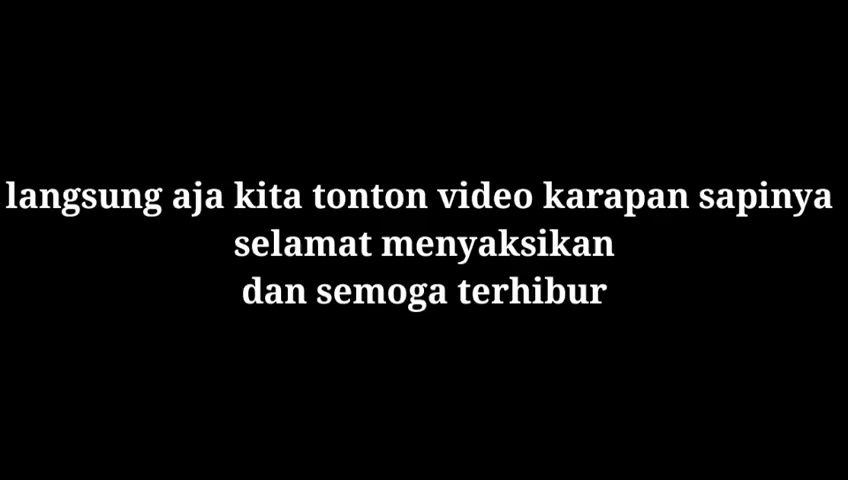 langsung aja kita tonton video karapan sapinya
selamat menyaksikan
dan semoga terhibur